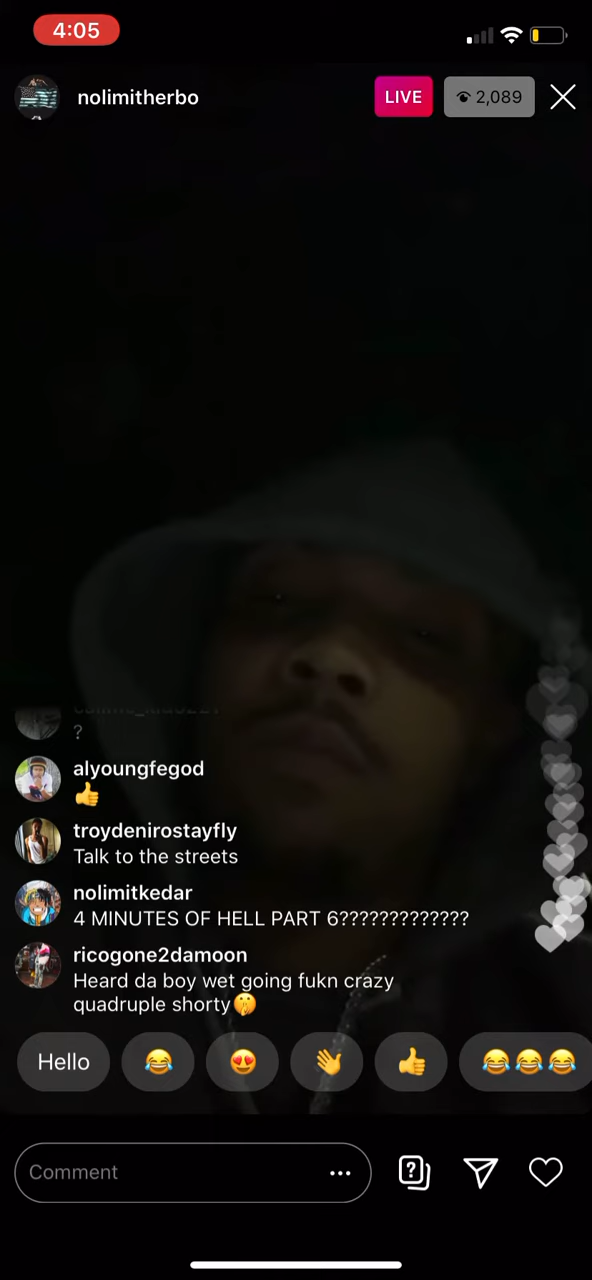 4:05
nolimitherbo
LIVE
2,089
?
alyoungfegod
👍
troydenirostayfly
Talk to the streets
nolimitkedar
4 MINUTES OF HELL PART 6?????????????
ricogone2damoon
Heard da boy wet going fukn crazy
quadruple shorty🤫
Hello 😂 😍 👋 👍 😂😂😂
Comment